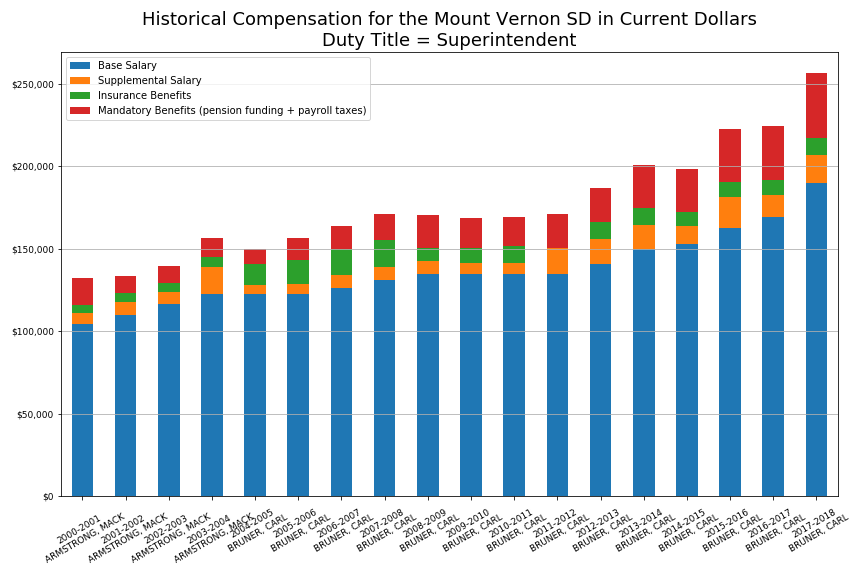 Historical Compensation for the Mount Vernon SD in Current Dollars
Duty Title = Superintendent
Base Salary
Supplemental Salary
Insurance Benefits
Mandatory Benefits (pension funding + payroll taxes)
$250,000
$200,000
$150,000
$100,000
$50,000
$0
2000-2001
ARMSTRONG, MACK
2001-2002
ARMSTRONG, MACK
2002-2003
ARMSTRONG, MACK
2003-2004
ARMSTRONG, MACK
2004-2005
BRUNER, CARL
2005-2006
BRUNER, CARL
2006-2007
BRUNER, CARL
2007-2008
BRUNER, CARL
2008-2009
BRUNER, CARL
2009-2010
BRUNER, CARL
2010-2011
BRUNER, CARL
2011-2012
BRUNER, CARL
2012-2013
BRUNER, CARL
2013-2014
BRUNER, CARL
2014-2015
BRUNER, CARL
2015-2016
BRUNER, CARL
2016-2017
BRUNER, CARL
2017-2018
BRUNER, CARL